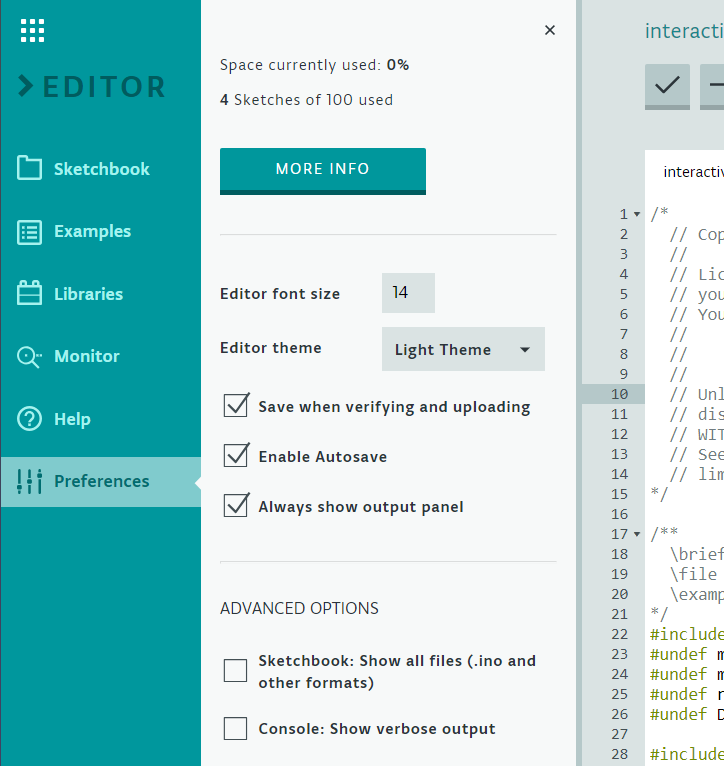 EDITOR
Sketchbook
Examples
Libraries
Monitor
Help
Preferences
×
Space currently used: 0%
4 Sketches of 100 used
MORE INFO
Editor font size
14
Editor theme
Light Theme
Save when verifying and uploading
Enable Autosave
Always show output panel
ADVANCED OPTIONS
Sketchbook: Show all files (.ino and
other formats)
Console: Show verbose output
interacti
interactiv
1 /*
2 // Cop
3 //
4 // Lic
5 // you
6 // You
7 //
8 //
9 //
10 // Unl
11 // dis
12 // WIT
13 // See
14 // lim
15 */
16
17 /**
18 \brief
19 \file
20 \examp
21 */
22 #include
23 #undef m
24 #undef m
25 #undef r
26 #undef D
27
28 #include